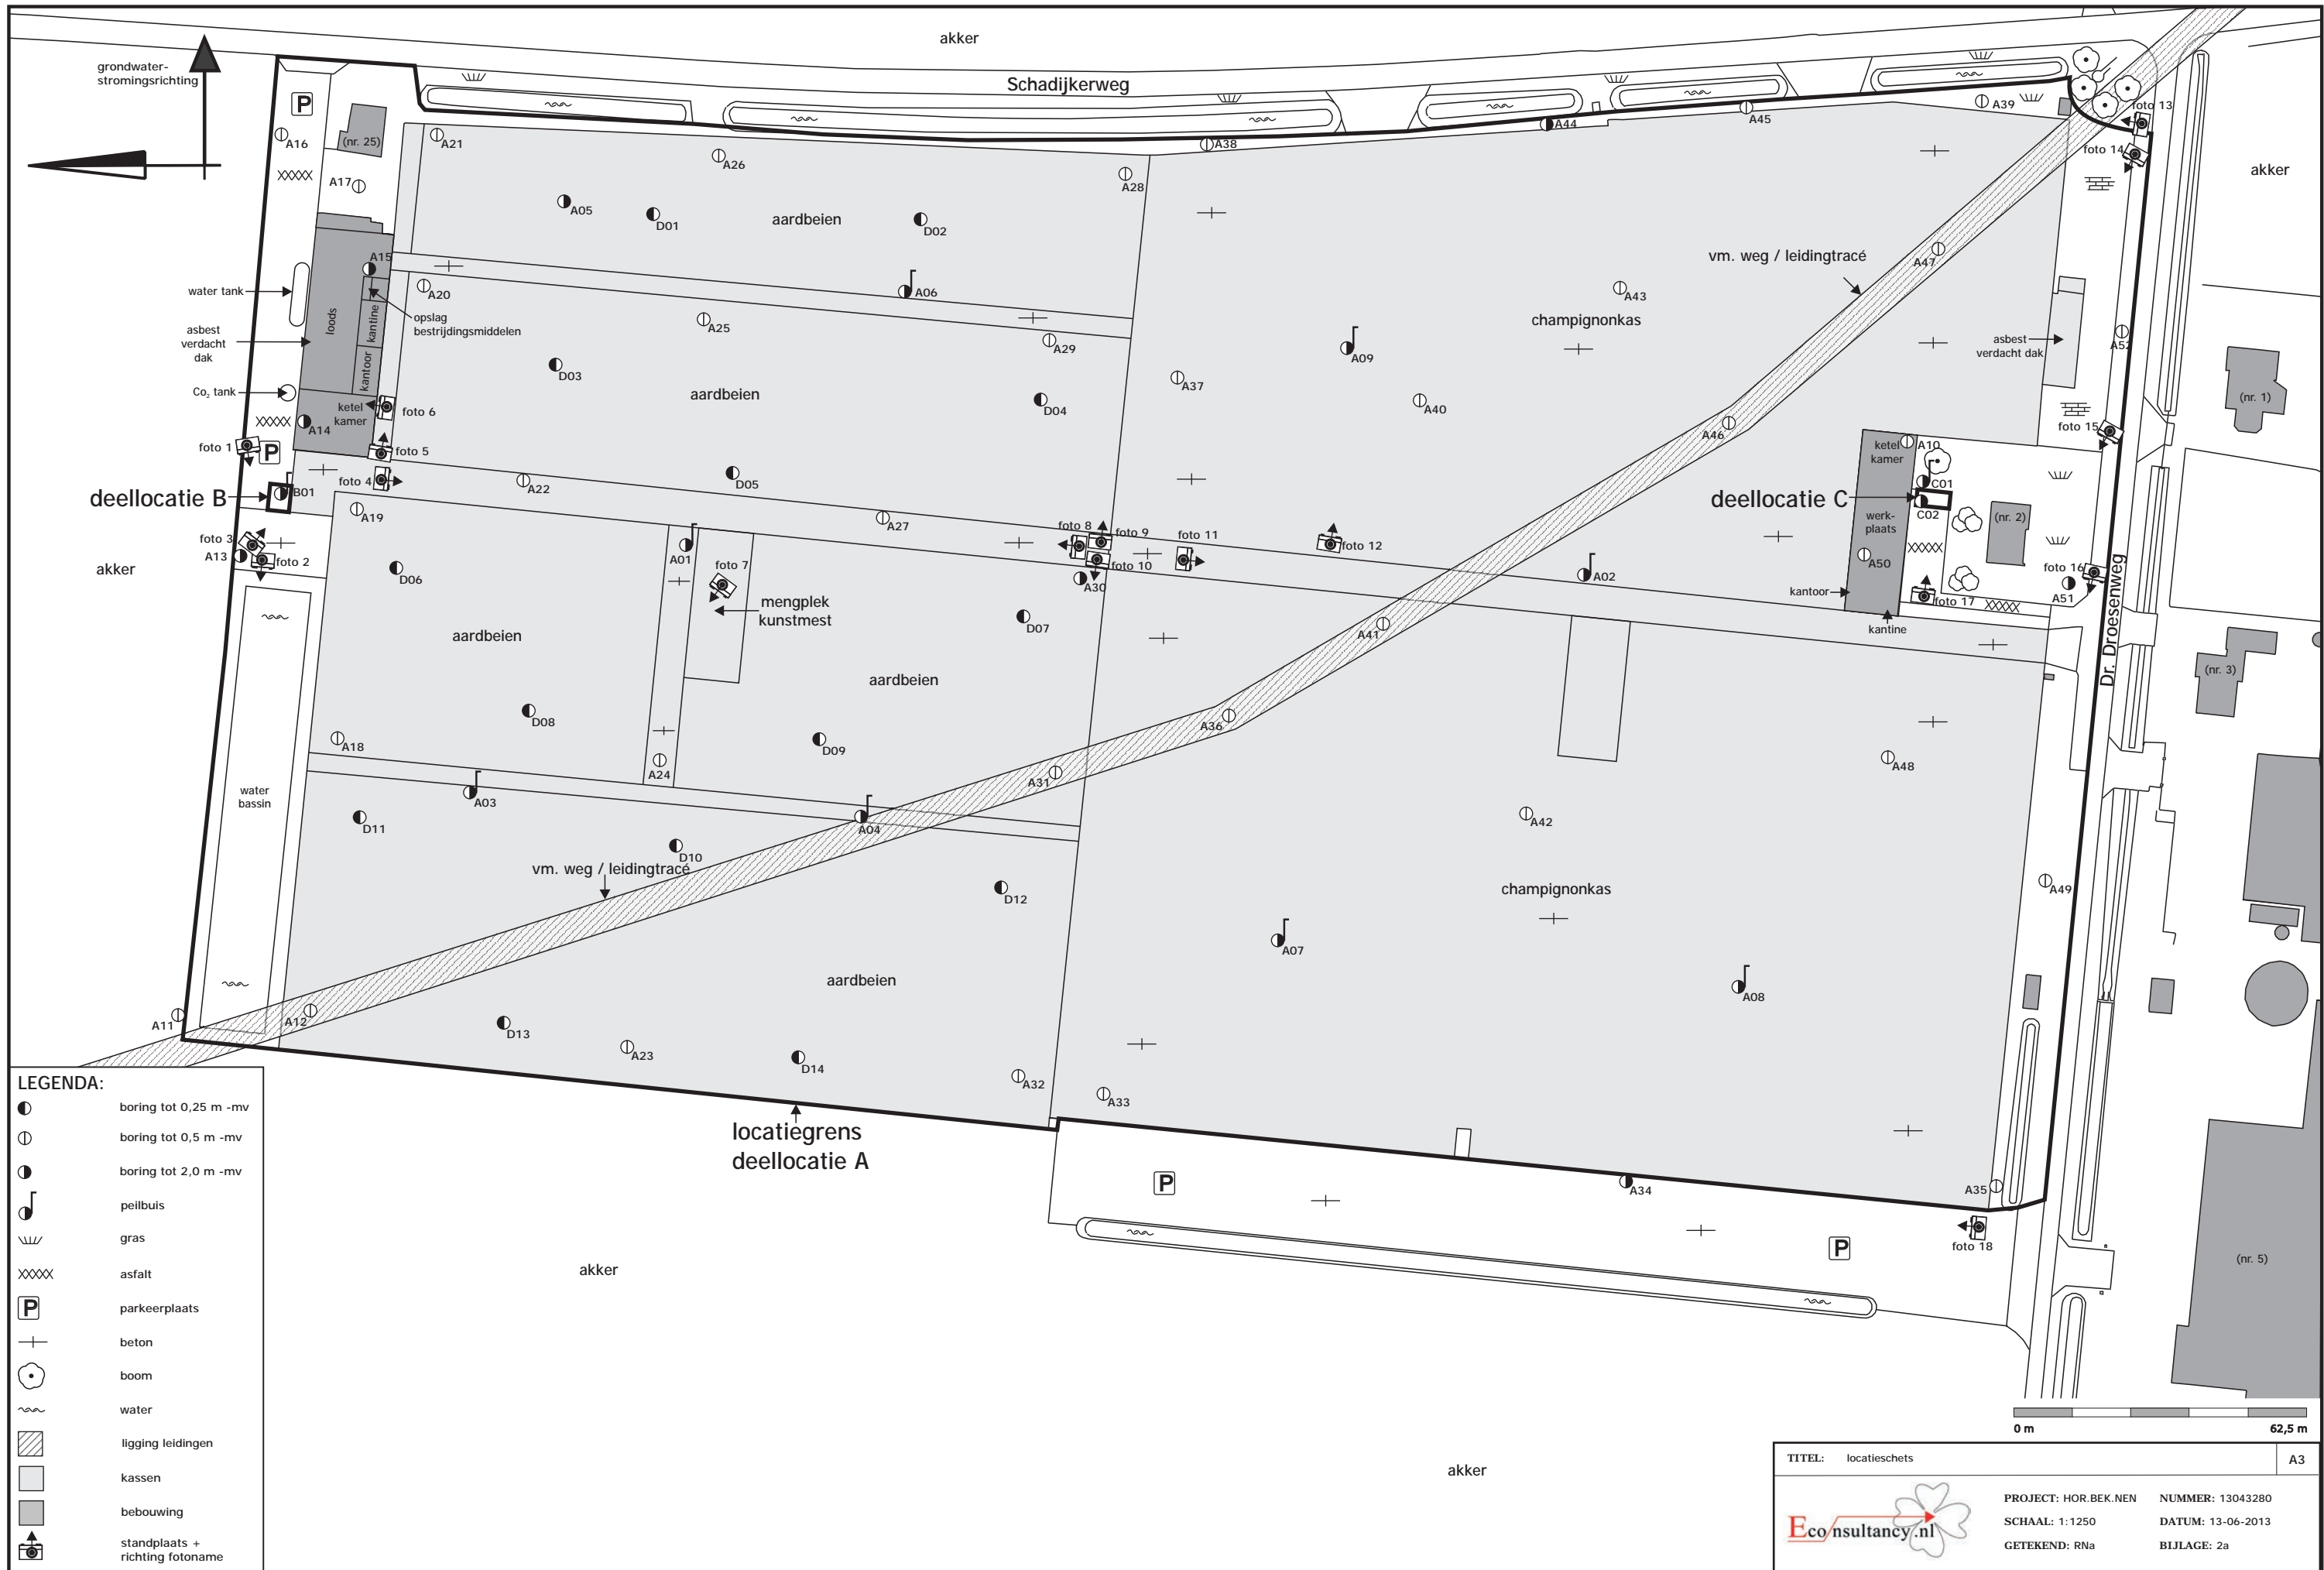 akker
grondwater-
stromingsrichting
Schadijkerweg
P
A16
(nr. 25)
A17
A21
A26
A38
A28
A44
A45
A39
foto 13
foto 14
akker
A05
D01
aardbeien
D02
A15
water tank
loods
kantine
kantoor
opslag
bestrijdingsmiddelen
asbest
verdacht
dak
Co₂ tank
ketel
kamer
A14
foto 6
foto 1
P
foto 5
foto 4
B01
deellocatie B
A20
A06
A25
A29
D03
aardbeien
D04
A37
A09
A43
champignonkas
A40
vm. weg / leidingtracé
A47
A46
asbest
verdacht dak
A52
(nr. 1)
foto 15
ketel
kamer
A10
C01
deellocatie C
C02
werk-
plaats
(nr. 2)
A50
kantoor
kantine
foto 17
foto 16
A51
Dr. Droesenweg
(nr. 3)
A22
D05
A19
A27
foto 3
A13
foto 2
akker
D06
A01
foto 7
mengplek
kunstmest
foto 8
foto 9
foto 10
foto 11
foto 12
A30
A02
D07
A41
aardbeien
aardbeien
D08
D09
A18
A24
A36
A31
A48
water
bassin
A03
D11
A04
D10
vm. weg / leidingtracé
D12
A42
champignonkas
A49
A07
A08
aardbeien
A11
A12
D13
A23
D14
A32
A33
locatiegrens
deellocatie A
P
A34
A35
foto 18
P
(nr. 5)
akker
akker
LEGENDA:
boring tot 0,25 m -mv
boring tot 0,5 m -mv
boring tot 2,0 m -mv
peilbuis
gras
asfalt
P parkeerplaats
beton
boom
water
ligging leidingen
kassen
bebouwing
standplaats +
richting fotoname
0 m 62,5 m
TITEL: locatieschets A3
Econsultancy.nl
PROJECT: HOR.BEK.NEN NUMMER: 13043280
SCHAAL: 1:1250 DATUM: 13-06-2013
GETEKEND: RNa BIJLAGE: 2a